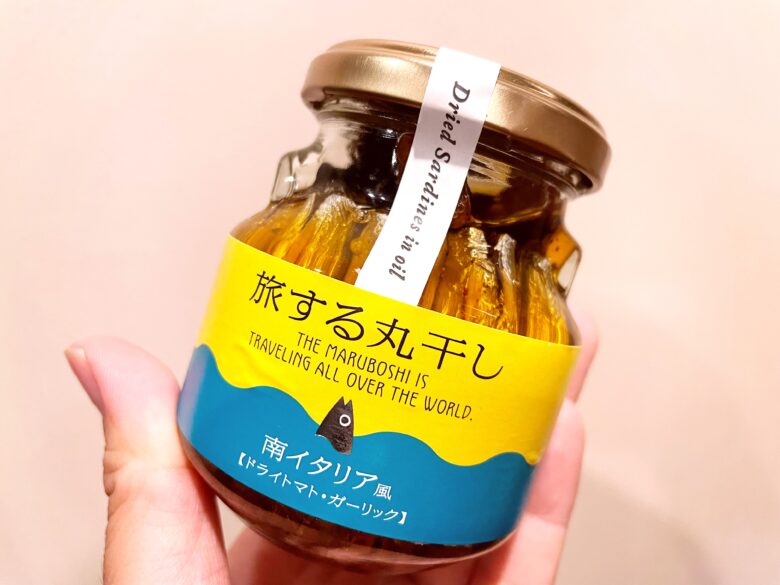 Dried Sardines in oil
旅する丸干し
THE MARUBOSHI IS
TRAVELING ALL OVER THE WORLD.
南イタリア風
【ドライトマト・ガーリック】